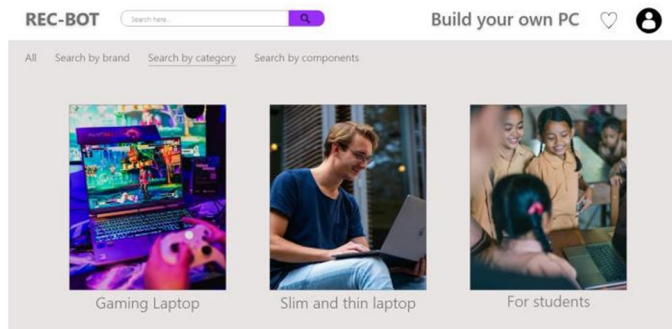 REC-BOT Search here... Build your own PC
All Search by brand Search by category Search by components
Gaming Laptop Slim and thin laptop For students